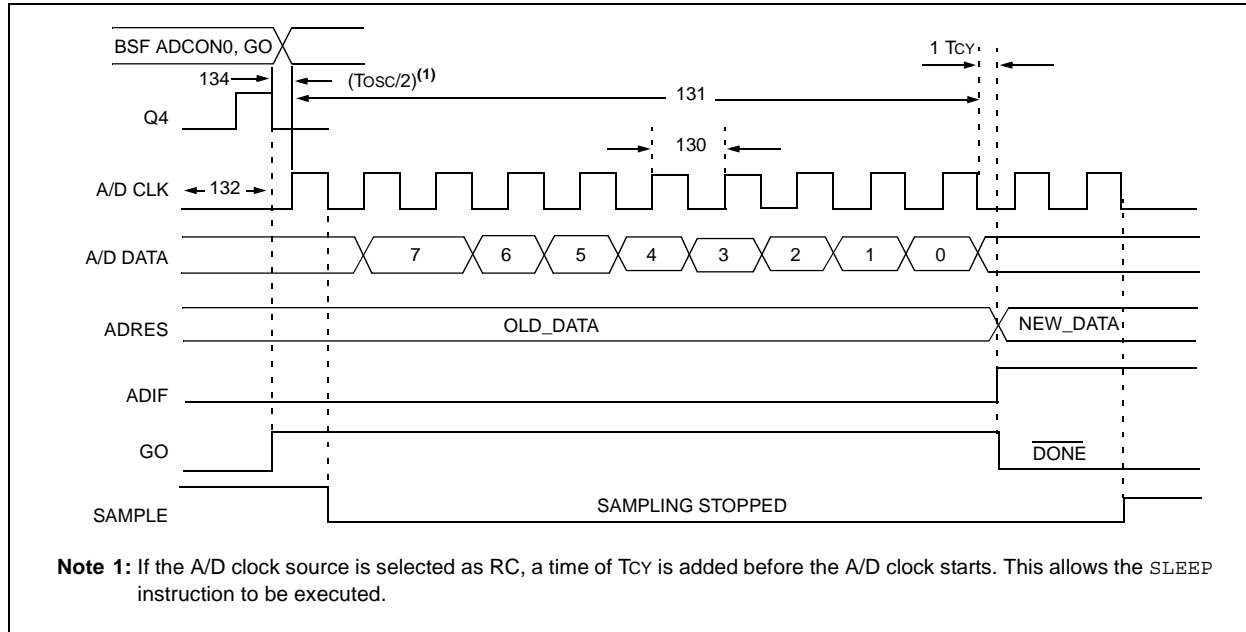 BSF ADCON0, GO
1 TCY
134
(TOSC/2)(1)
131
Q4
130
A/D CLK
132
A/D DATA
7 6 5 4 3 2 1 0
ADRES
OLD_DATA
NEW_DATA
ADIF
GO
DONE
SAMPLE
SAMPLING STOPPED
Note 1: If the A/D clock source is selected as RC, a time of TCY is added before the A/D clock starts. This allows the SLEEP
instruction to be executed.